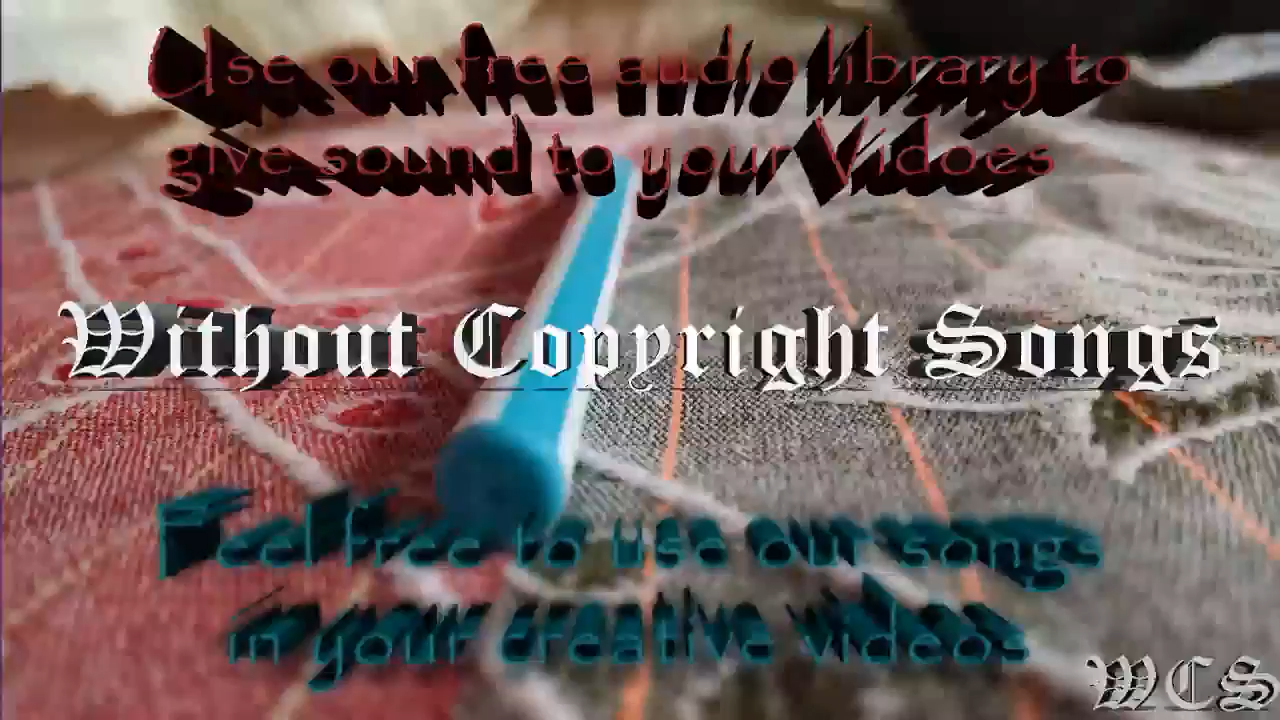 Use our free audio library to
give sound to your Vidoes
Without Copyright Songs
Feel free to use our songs
in your creative videos
WCS